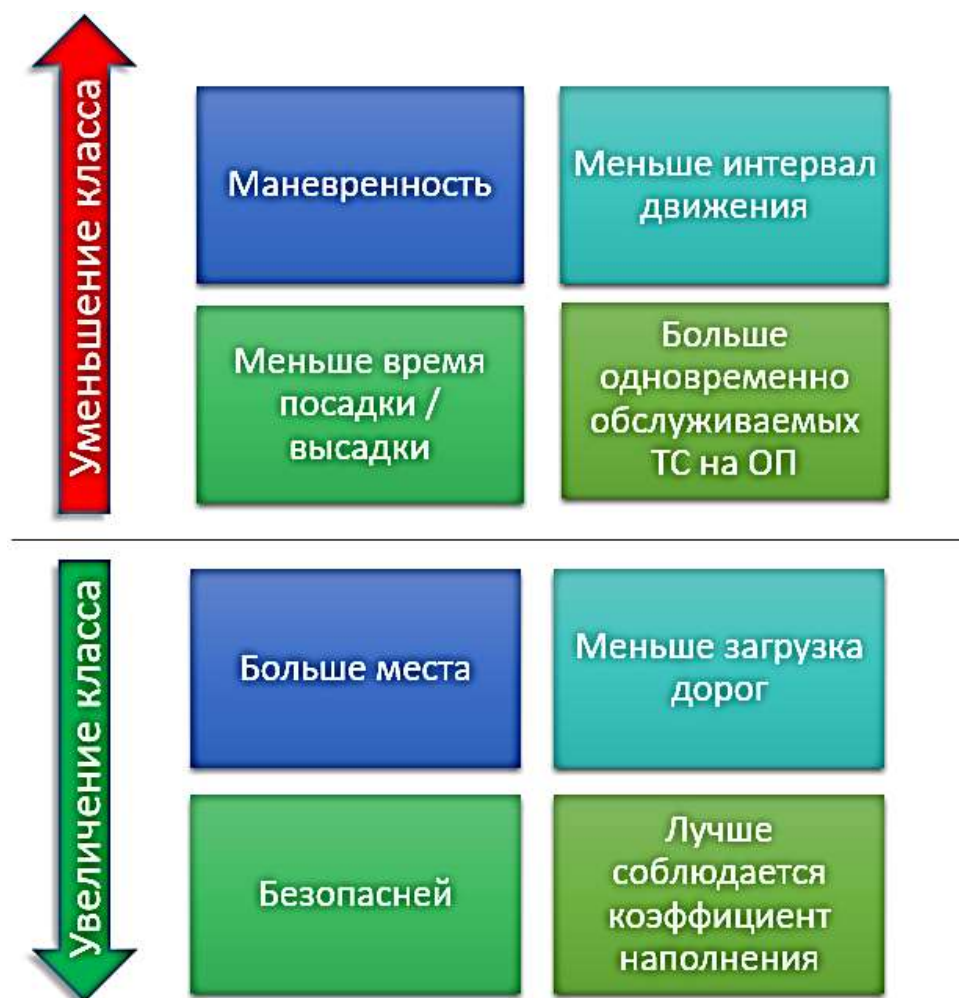 Уменьшение класса
Маневренность
Меньше интервал
движения
Меньше время
посадки /
высадки
Больше
одновременно
обслуживаемых
ТС на ОП
Увеличение класса
Больше места
Меньше загрузка
дорог
Безопасней
Лучше
соблюдается
коэффициент
наполнения